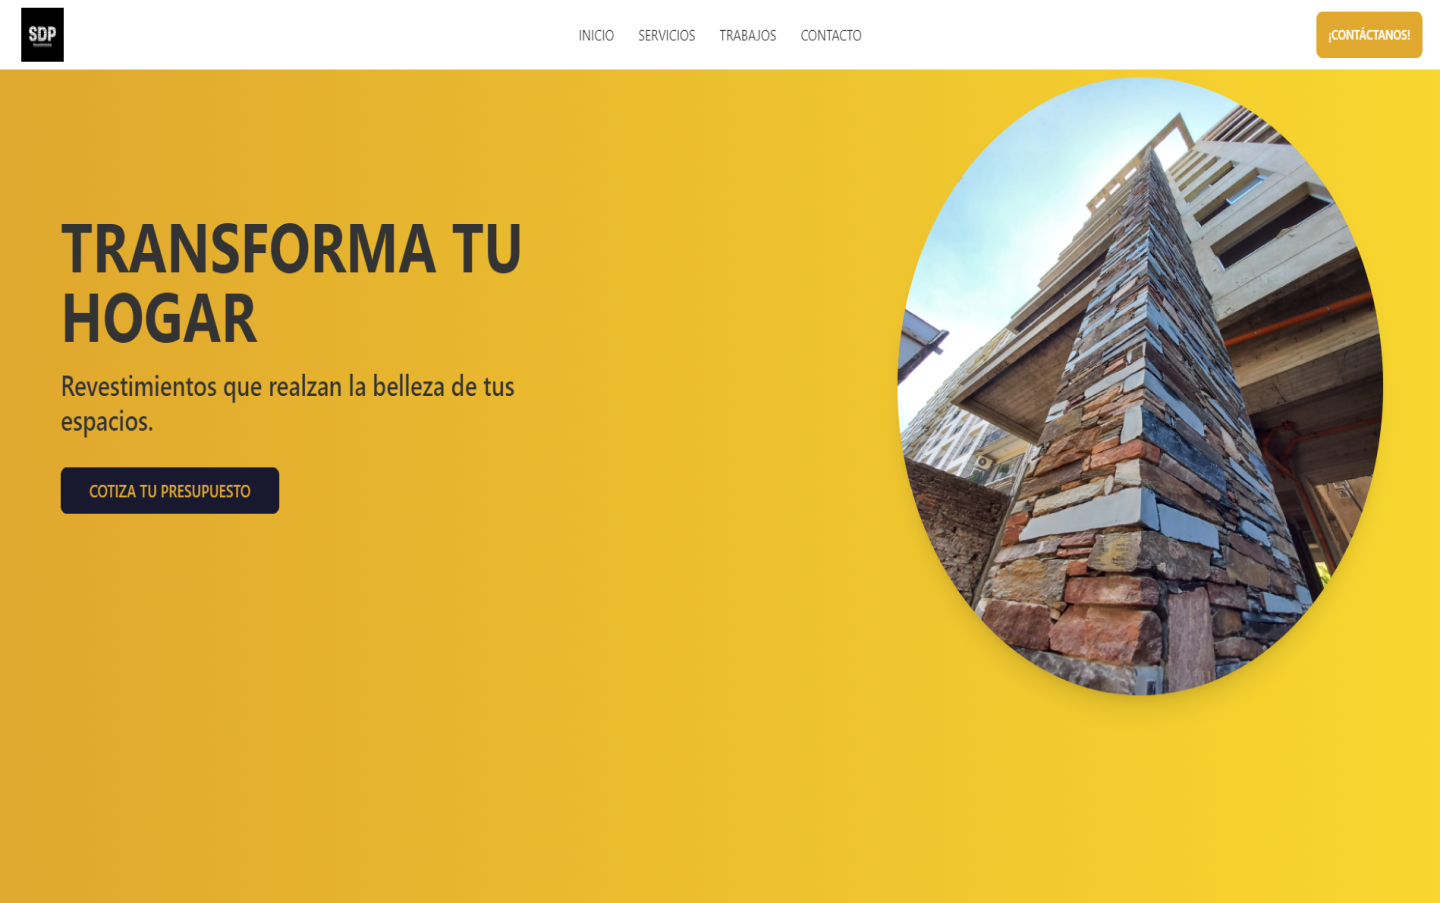 SDP
INICIO SERVICIOS TRABAJOS CONTACTO
¡CONTÁCTANOS!
TRANSFORMA TU
HOGAR
Revestimientos que realzan la belleza de tus
espacios.
COTIZA TU PRESUPUESTO